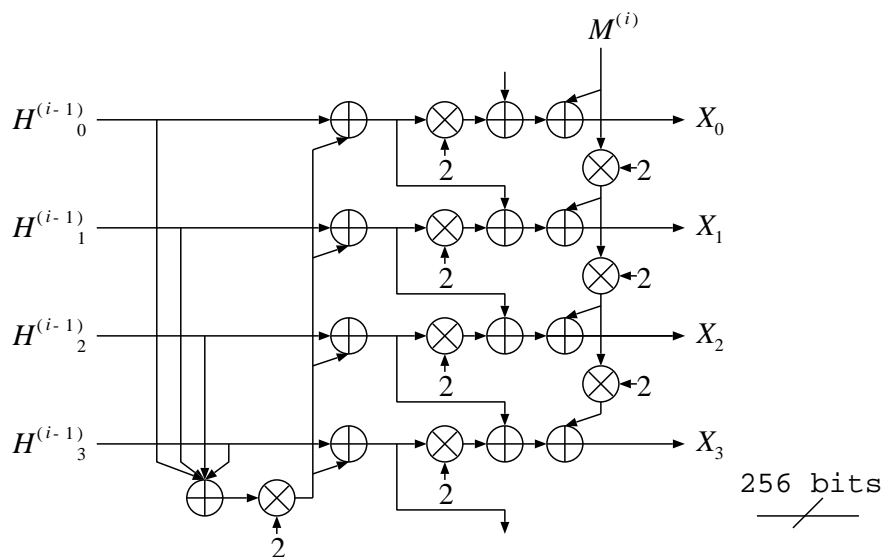 M^(i)
H^(i-1)_0
X_0
2
2
H^(i-1)_1
X_1
2
2
H^(i-1)_2
X_2
2
2
H^(i-1)_3
X_3
2
256 bits
2